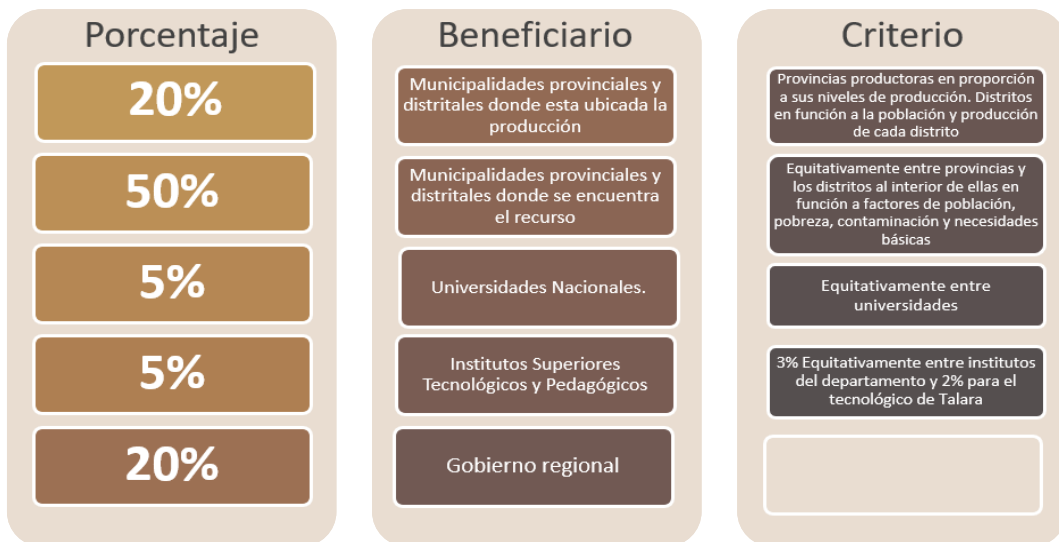 Porcentaje
Beneficiario
Criterio
20%
Municipalidades provinciales y
distritales donde esta ubicada la
producción
Provincias productoras en proporción
a sus niveles de producción. Distritos
en función a la población y producción
de cada distrito
50%
Municipalidades provinciales y
distritales donde se encuentra
el recurso
Equitativamente entre provincias y
los distritos al interior de ellas en
función a factores de población,
pobreza, contaminación y necesidades
básicas
5%
Universidades Nacionales.
Equitativamente entre
universidades
5%
Institutos Superiores
Tecnológicos y Pedagógicos
3% Equitativamente entre institutos
del departamento y 2% para el
tecnológico de Talara
20%
Gobierno regional